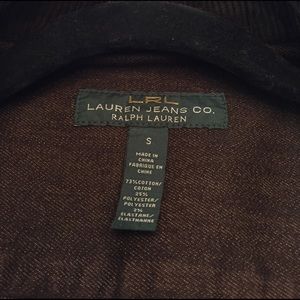 LRL
LAUREN JEANS CO.
RALPH LAUREN
S
MADE IN
CHINA
FABRIQUE EN
CHINE
73%COTTON/
COTON
25%
POLYESTER/
POLYESTER
2%
ELASTANE/
ELASTHANNE